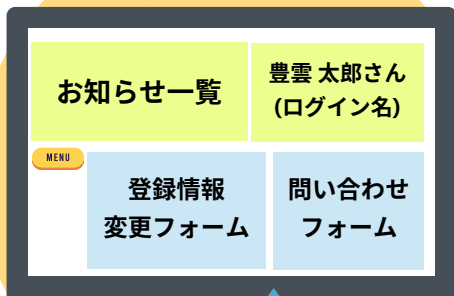 お知らせ一覧
豊雲 太郎さん
(ログイン名)
MENU
登録情報
変更フォーム
問い合わせ
フォーム